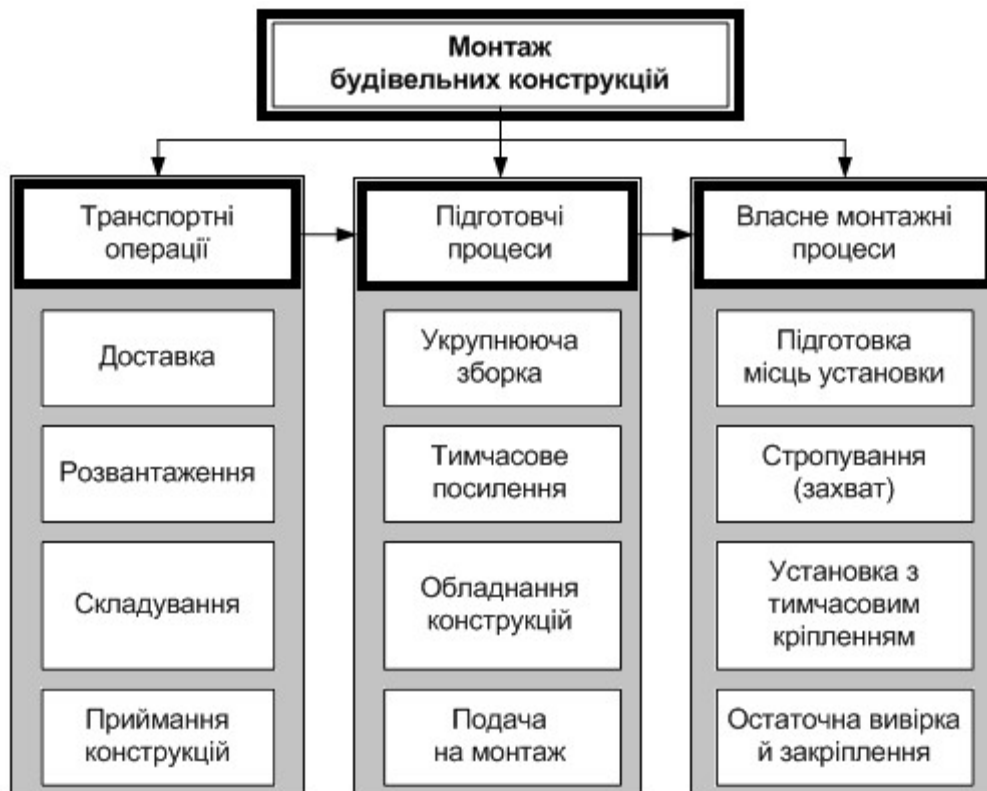 Монтаж
будівельних конструкцій
Транспортні
операції
Підготовчі
процеси
Власне монтажні
процеси
Доставка
Розвантаження
Складування
Приймання
конструкцій
Укрупнююча
зборка
Тимчасове
посилення
Обладнання
конструкцій
Подача
на монтаж
Підготовка
місць установки
Стропування
(захват)
Установка з
тимчасовим
кріпленням
Остаточна вивірка
й закріплення